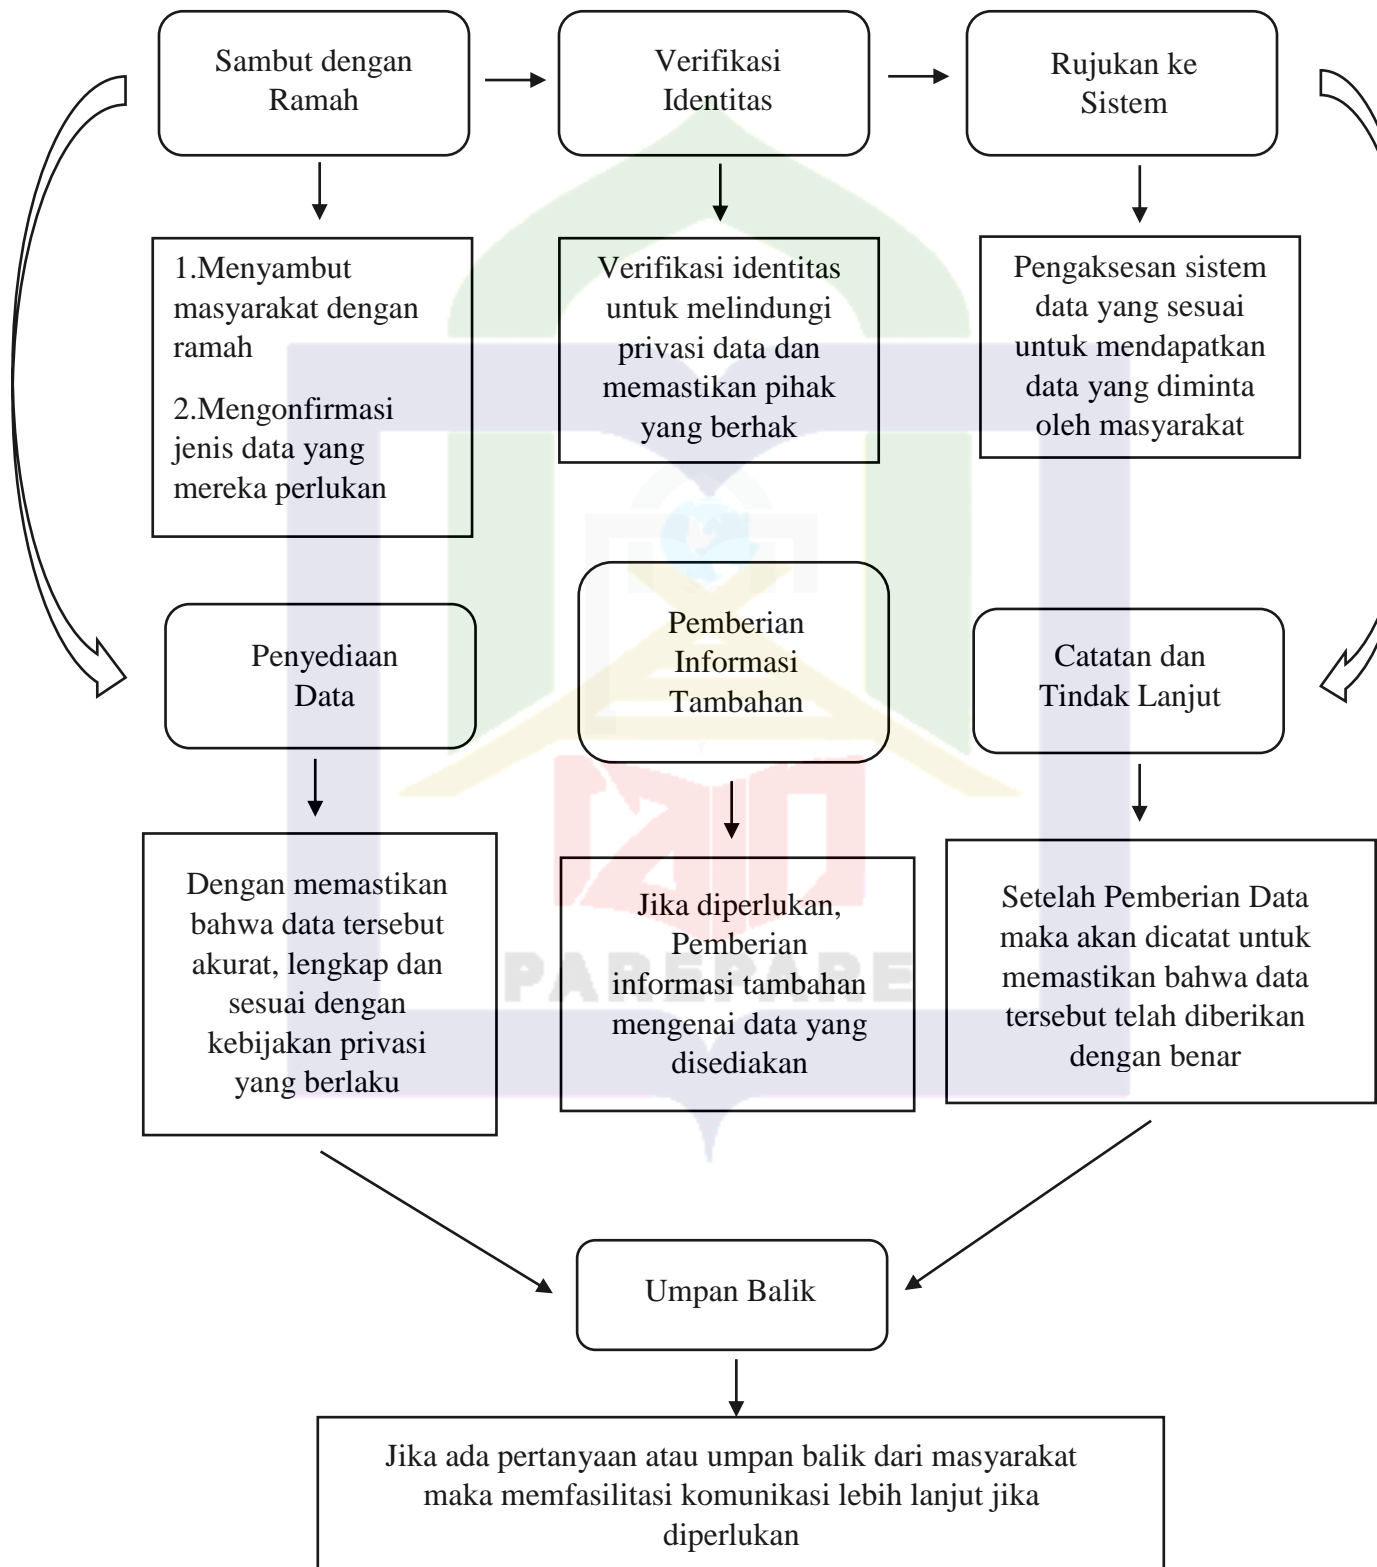 Sambut dengan
Ramah
Verifikasi
Identitas
Rujukan ke
Sistem
1.Menyambut
masyarakat dengan
ramah
2.Mengonfirmasi
jenis data yang
mereka perlukan
Verifikasi identitas
untuk melindungi
privasi data dan
memastikan pihak
yang berhak
Pengaksesan sistem
data yang sesuai
untuk mendapatkan
data yang diminta
oleh masyarakat
Penyediaan
Data
Pemberian
Informasi
Tambahan
Catatan dan
Tindak Lanjut
Dengan memastikan
bahwa data tersebut
akurat, lengkap dan
sesuai dengan
kebijakan privasi
yang berlaku
Jika diperlukan,
Pemberian
informasi tambahan
mengenai data yang
disediakan
Setelah Pemberian Data
maka akan dicatat untuk
memastikan bahwa data
tersebut telah diberikan
dengan benar
iain
PAREPARE
Umpan Balik
Jika ada pertanyaan atau umpan balik dari masyarakat
maka memfasilitasi komunikasi lebih lanjut jika
diperlukan